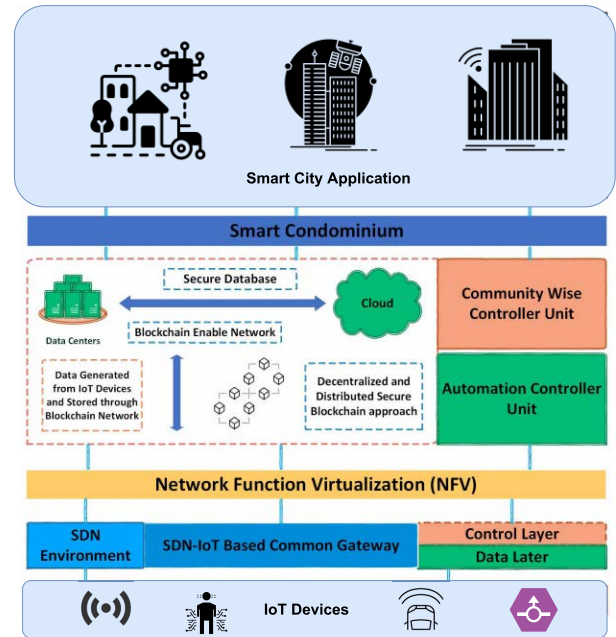 Smart City Application
Smart Condominium
Secure Database
Cloud
Data Centers
Blockchain Enable Network
Data Generated
from IoT Devices
and Stored through
Blockchain Network
Decentralized and
Distributed Secure
Blockchain approach
Community Wise
Controller Unit
Automation Controller
Unit
Network Function Virtualization (NFV)
SDN
Environment
SDN-IoT Based Common Gateway
Control Layer
Data Later
IoT Devices